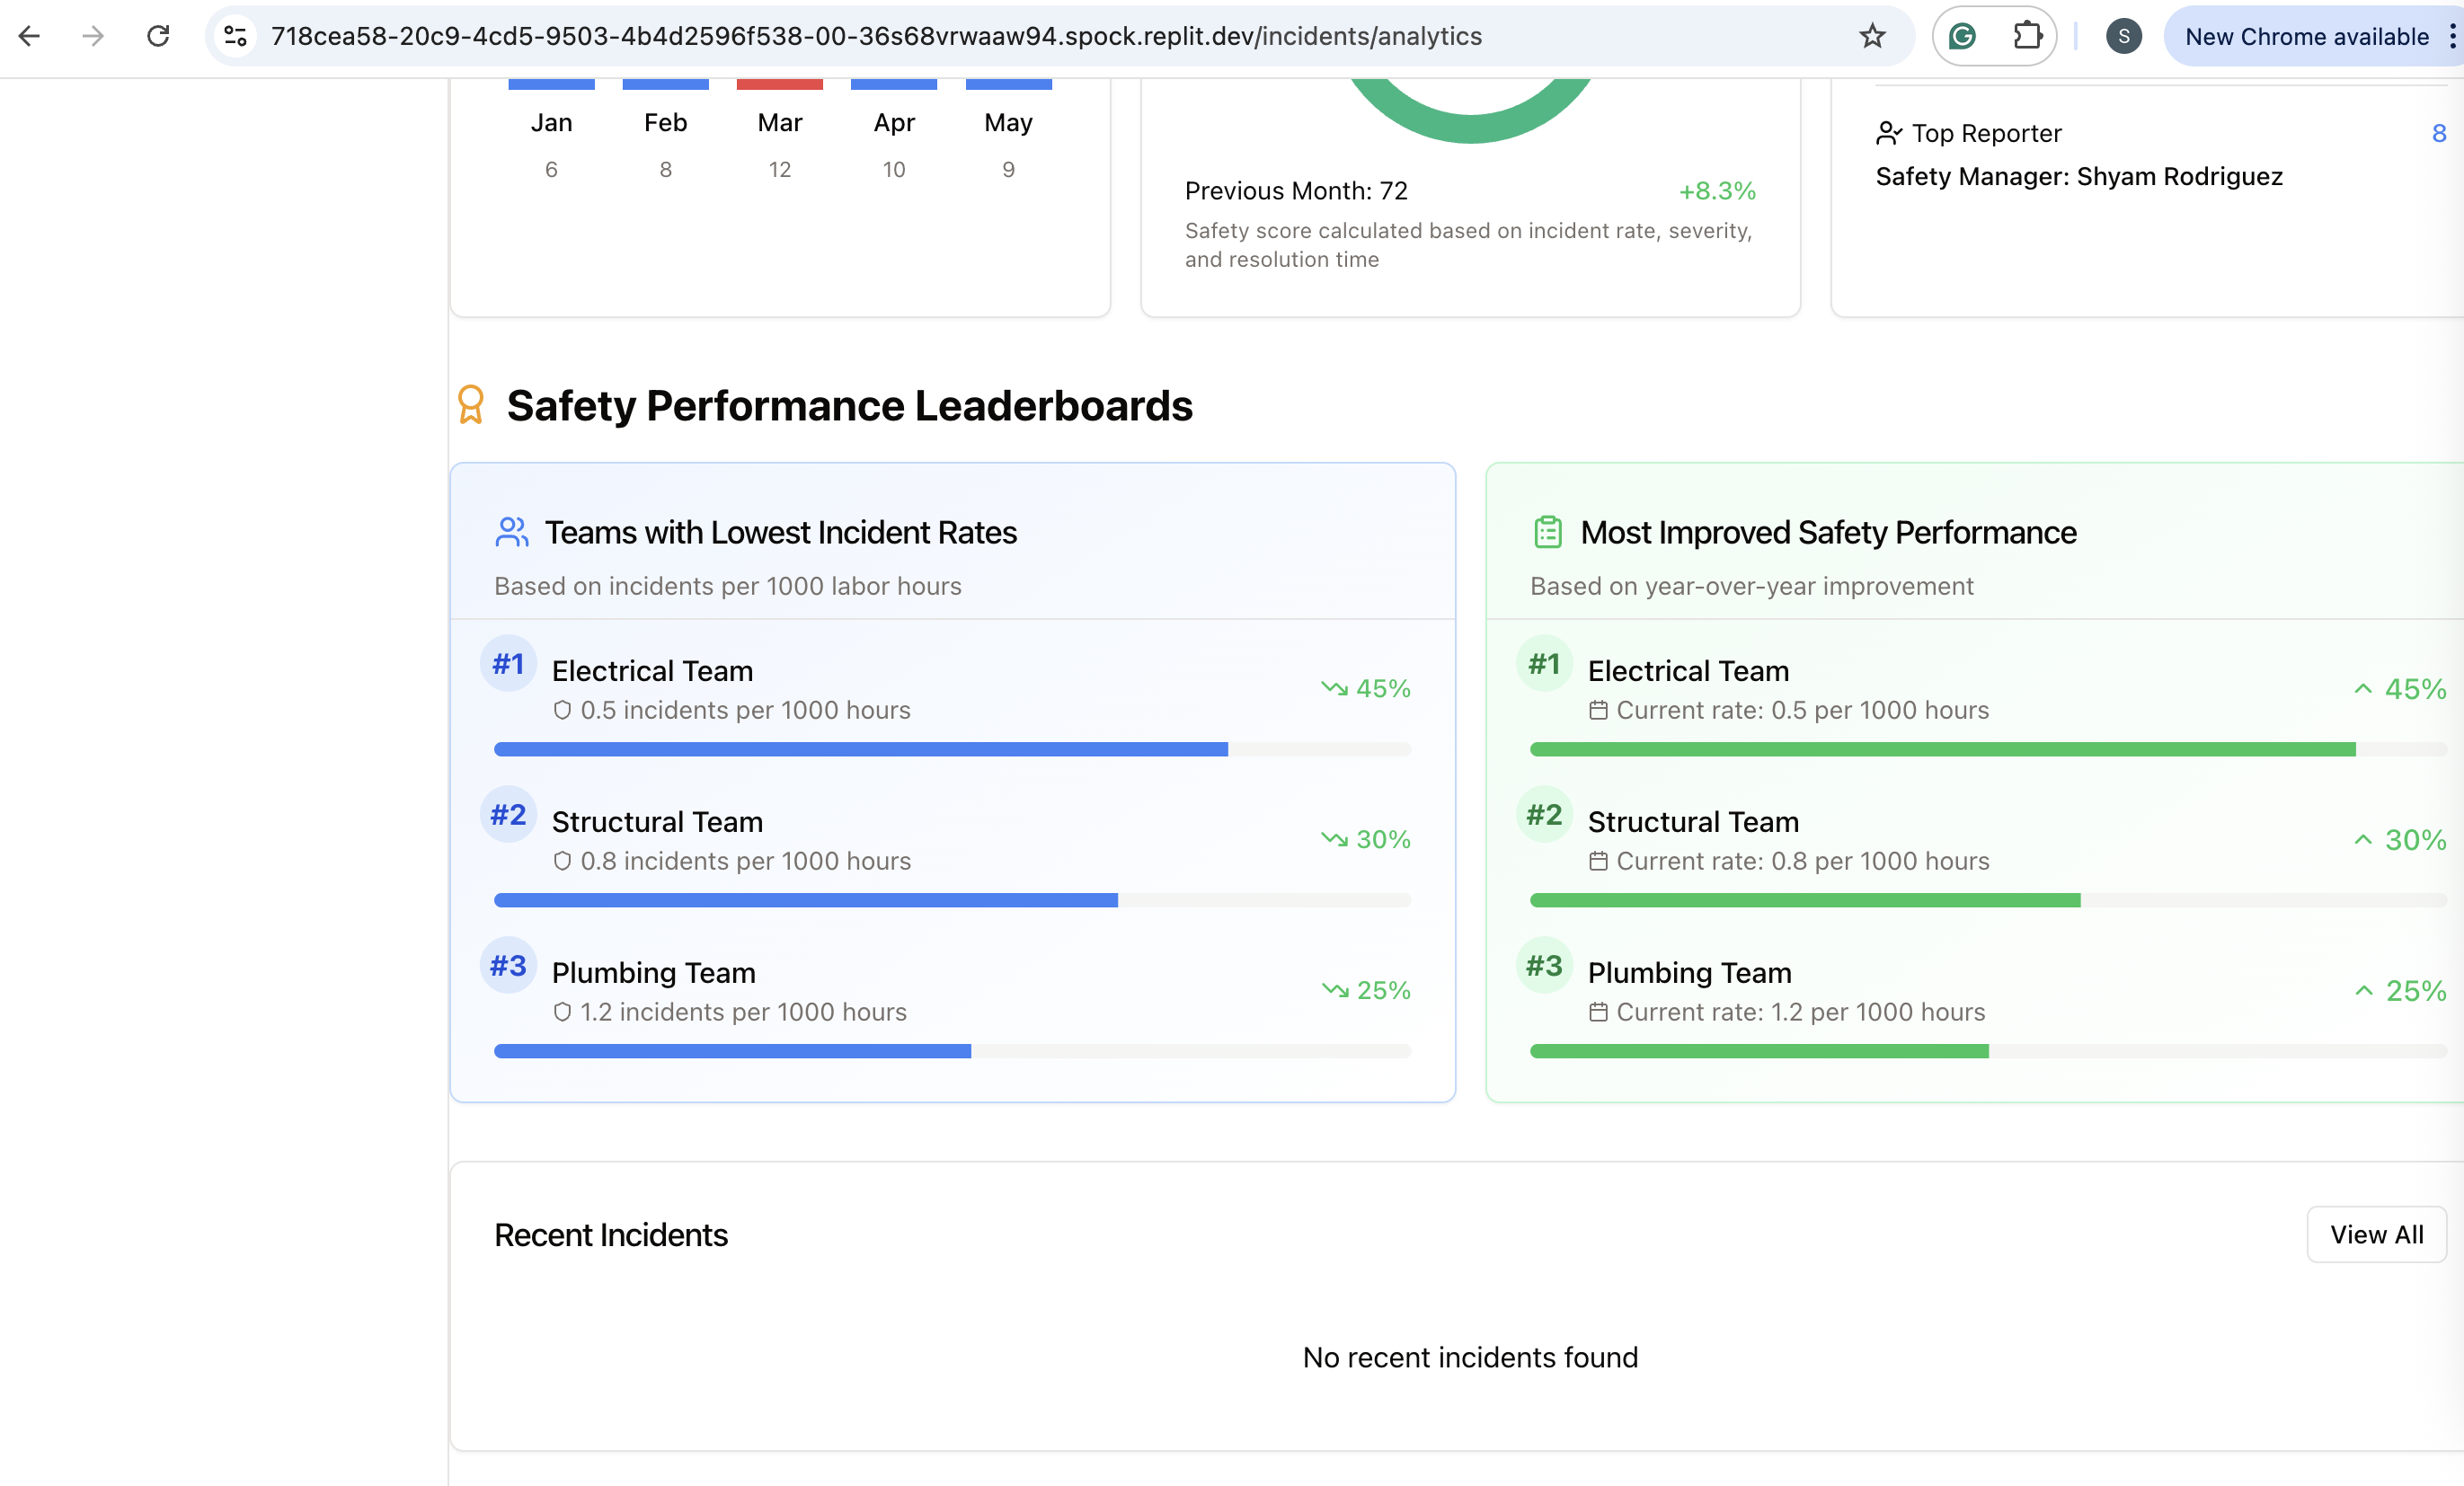 718cea58-20c9-4cd5-9503-4b4d2596f538-00-36s68vrwaaw94.spock.replit.dev/incidents/analytics
S
New Chrome available
Jan Feb Mar Apr May
6 8 12 10 9
Previous Month: 72 +8.3%
Safety score calculated based on incident rate, severity,
and resolution time
Top Reporter 8
Safety Manager: Shyam Rodriguez
Safety Performance Leaderboards
Teams with Lowest Incident Rates
Based on incidents per 1000 labor hours
#1 Electrical Team
0.5 incidents per 1000 hours
45%
#2 Structural Team
0.8 incidents per 1000 hours
30%
#3 Plumbing Team
1.2 incidents per 1000 hours
25%
Most Improved Safety Performance
Based on year-over-year improvement
#1 Electrical Team
Current rate: 0.5 per 1000 hours
45%
#2 Structural Team
Current rate: 0.8 per 1000 hours
30%
#3 Plumbing Team
Current rate: 1.2 per 1000 hours
25%
Recent Incidents
View All
No recent incidents found